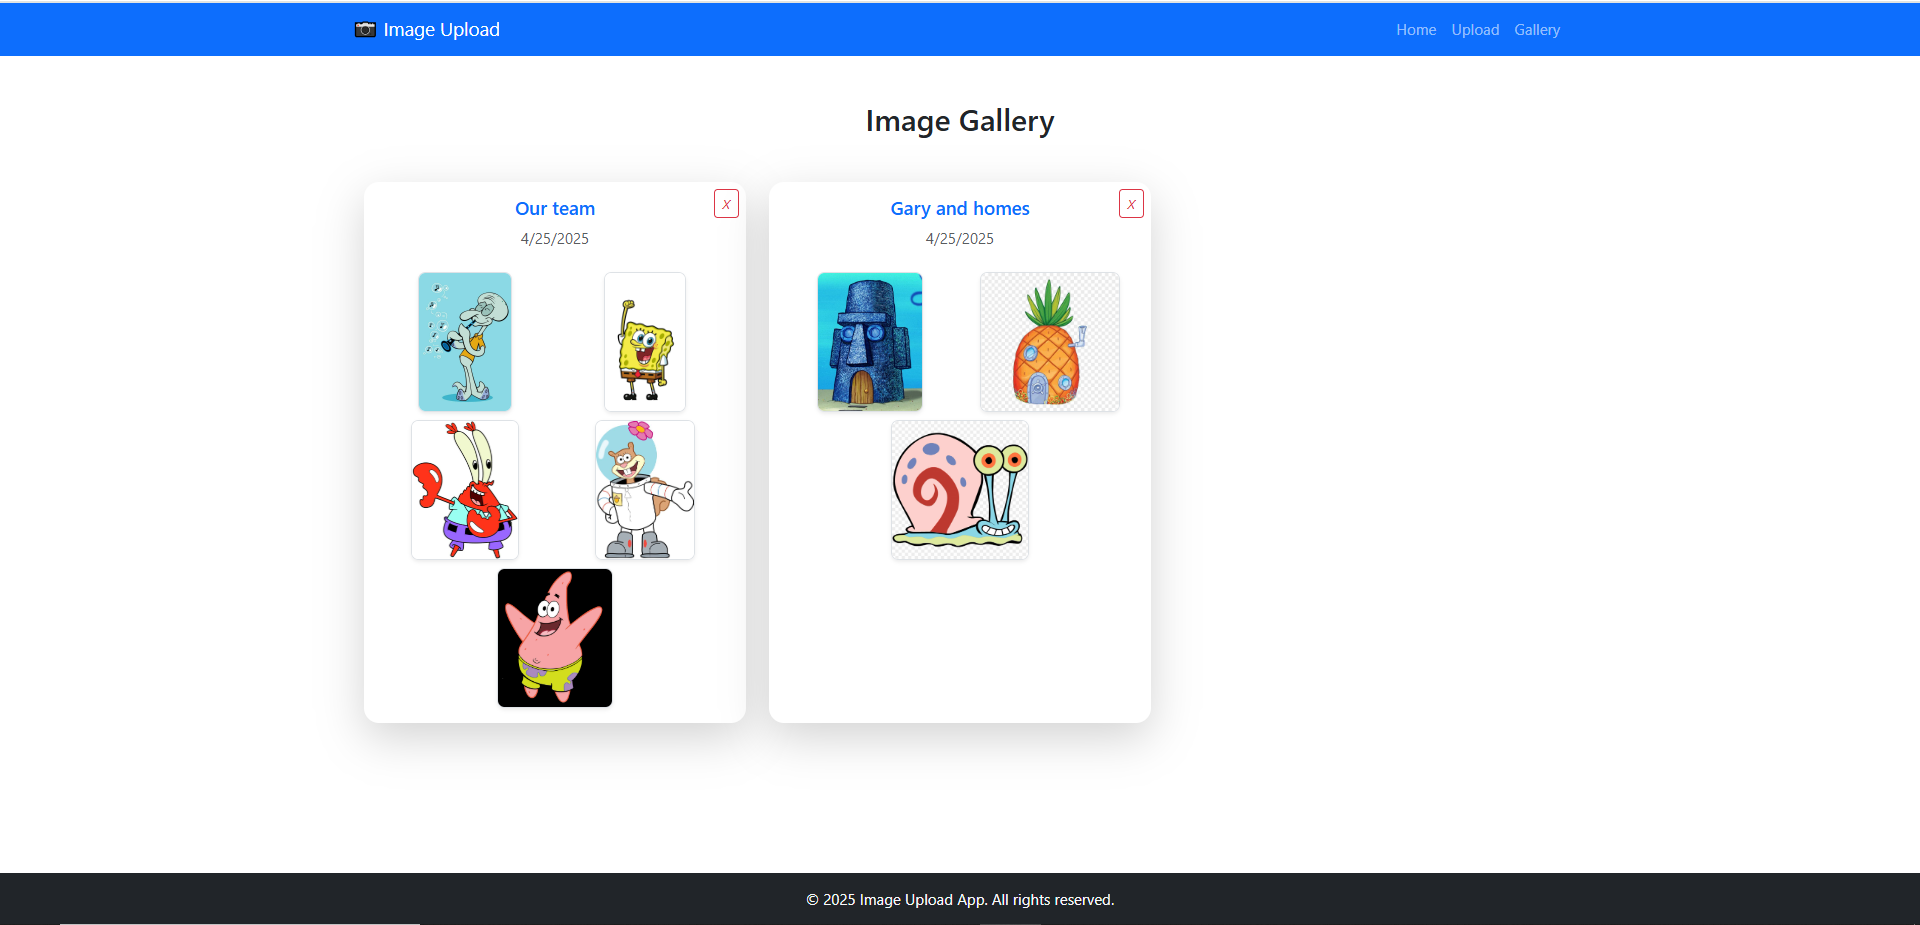 Image Upload
Home Upload Gallery
Image Gallery
Our team
X
4/25/2025
Gary and homes
X
4/25/2025
© 2025 Image Upload App. All rights reserved.